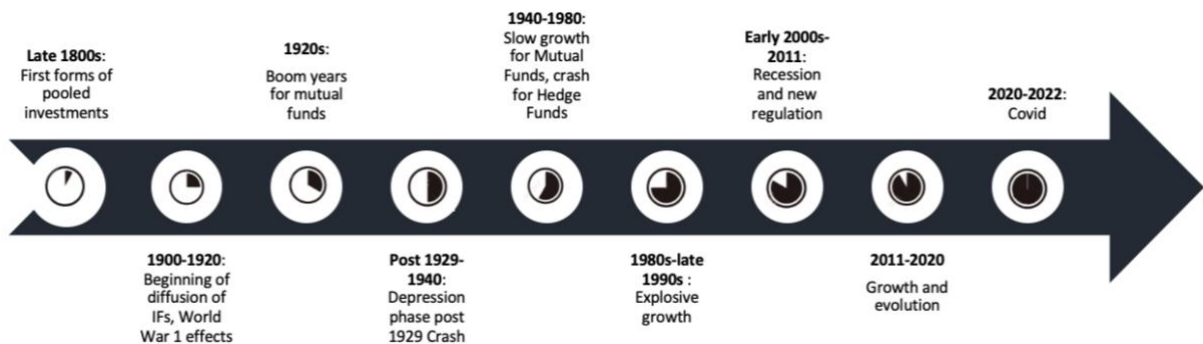 Late 1800s:
First forms of
pooled
investments
1900-1920:
Beginning of
diffusion of
IFs, World
War 1 effects
1920s:
Boom years
for mutual
funds
Post 1929-
1940:
Depression
phase post
1929 Crash
1940-1980:
Slow growth
for Mutual
Funds, crash
for Hedge
Funds
1980s-late
1990s :
Explosive
growth
Early 2000s-
2011:
Recession
and new
regulation
2011-2020
Growth and
evolution
2020-2022:
Covid